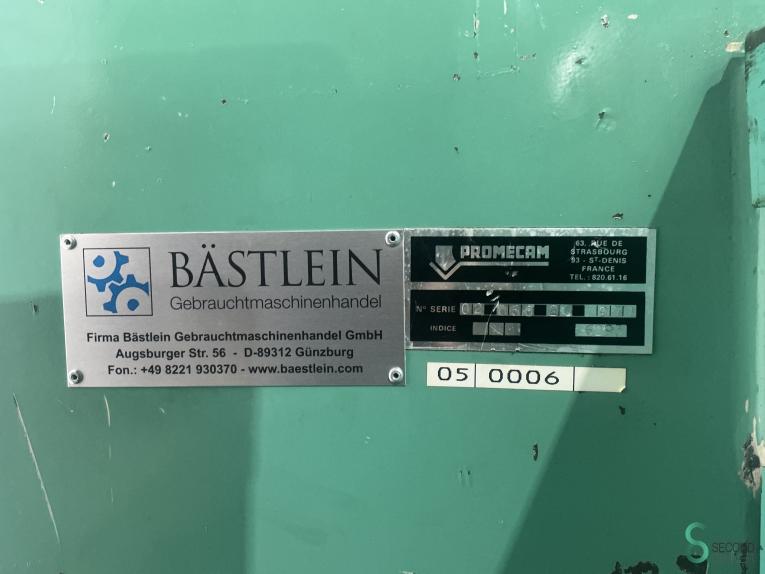 BÄSTLEIN
Gebrauchtmaschinenhandel
Firma Bästlein Gebrauchtmaschinenhandel GmbH
Augsburger Str. 56 - D-89312 Günzburg
Fon.: +49 8221 930370 - www.baestlein.com
PROMECAM
63, RUE DE
STRASBOURG
93 - ST-DENIS
FRANCE
TEL.: 820.61.16
N° SERIE
INDICE
05 0006
SECOND